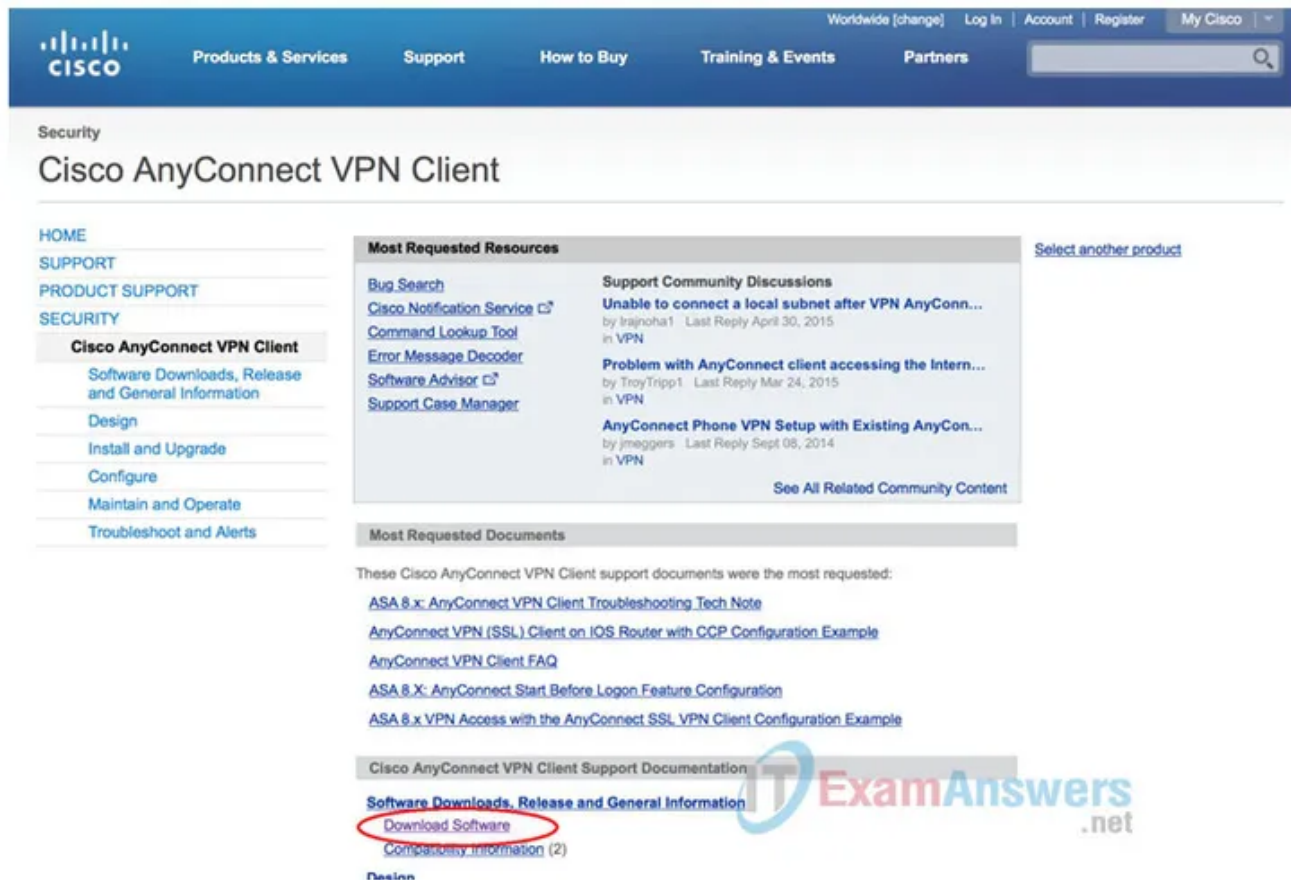 Worldwide [change] Log In | Account | Register My Cisco
CISCO
Products & Services Support How to Buy Training & Events Partners
Security
Cisco AnyConnect VPN Client
HOME
SUPPORT
PRODUCT SUPPORT
SECURITY
Cisco AnyConnect VPN Client
Software Downloads, Release
and General Information
Design
Install and Upgrade
Configure
Maintain and Operate
Troubleshoot and Alerts
Most Requested Resources
Bug Search
Cisco Notification Service
Command Lookup Tool
Error Message Decoder
Software Advisor
Support Case Manager
Support Community Discussions
Unable to connect a local subnet after VPN AnyConn...
by lrajnoha1 Last Reply April 30, 2015
in VPN
Problem with AnyConnect client accessing the Intern...
by TroyTripp1 Last Reply Mar 24, 2015
in VPN
AnyConnect Phone VPN Setup with Existing AnyCon...
by jmeggers Last Reply Sept 08, 2014
in VPN
See All Related Community Content
Select another product
Most Requested Documents
These Cisco AnyConnect VPN Client support documents were the most requested:
ASA 8.x: AnyConnect VPN Client Troubleshooting Tech Note
AnyConnect VPN (SSL) Client on IOS Router with CCP Configuration Example
AnyConnect VPN Client FAQ
ASA 8.X: AnyConnect Start Before Logon Feature Configuration
ASA 8.x VPN Access with the AnyConnect SSL VPN Client Configuration Example
Cisco AnyConnect VPN Client Support Documentation
Software Downloads, Release and General Information
Download Software
Compatibility Information (2)
Design
IT ExamAnswers
.net